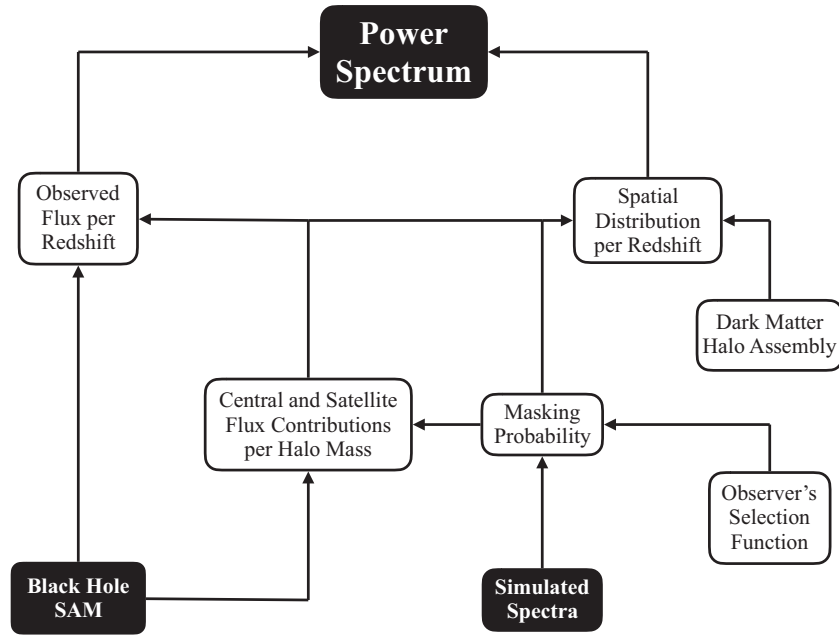 Power
Spectrum
Observed
Flux per
Redshift
Spatial
Distribution
per Redshift
Dark Matter
Halo Assembly
Central and Satellite
Flux Contributions
per Halo Mass
Masking
Probability
Observer’s
Selection
Function
Black Hole
SAM
Simulated
Spectra